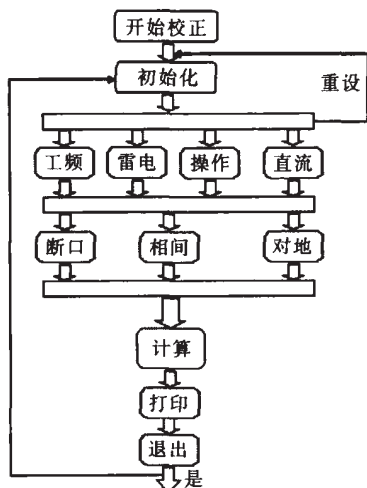 开始校正
初始化
重设
工频 雷电 操作 直流
断口 相间 对地
计算
打印
退出
是